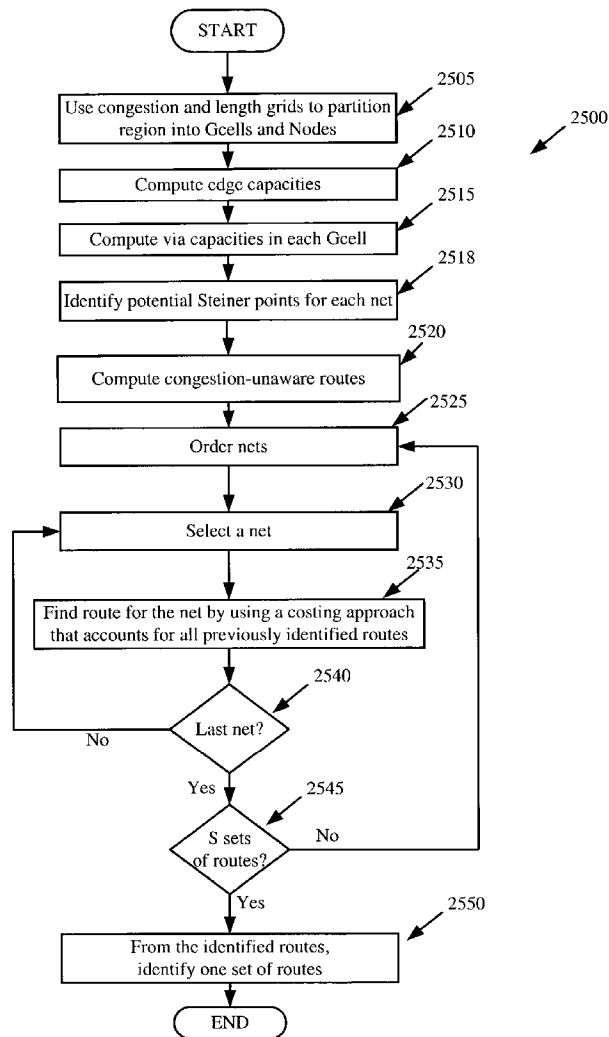 START
2505
Use congestion and length grids to partition
region into Gcells and Nodes
2500
2510
Compute edge capacities
2515
Compute via capacities in each Gcell
2518
Identify potential Steiner points for each net
2520
Compute congestion-unaware routes
2525
Order nets
2530
Select a net
2535
Find route for the net by using a costing approach
that accounts for all previously identified routes
2540
Last net?
No
Yes
2545
S sets
of routes?
No
Yes
2550
From the identified routes,
identify one set of routes
END